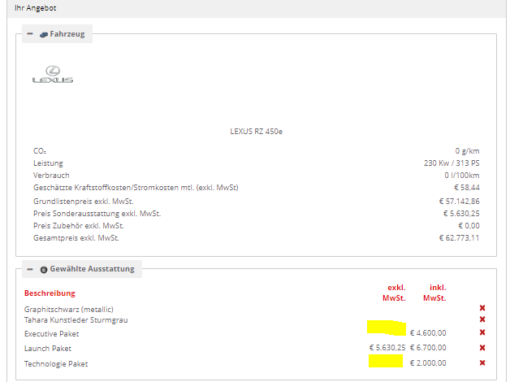 Ihr Angebot
Fahrzeug
LEXUS
LEXUS RZ 450e
CO₂ 0 g/km
Leistung 230 Kw / 313 PS
Verbrauch 0 l/100km
Geschätzte Kraftstoffkosten/Stromkosten mtl. (exkl. MwSt) € 58,44
Grundlistenpreis exkl. MwSt. € 57.142,86
Preis Sonderausstattung exkl. MwSt. € 5.630,25
Preis Zubehör exkl. MwSt. € 0,00
Gesamtpreis exkl. MwSt. € 62.773,11
Gewählte Ausstattung
Beschreibung exkl. MwSt. inkl. MwSt.
Graphitschwarz (metallic)
Tahara Kunstleder Sturmgrau
Executive Paket € 4.600,00
Launch Paket € 5.630,25 € 6.700,00
Technologie Paket € 2.000,00